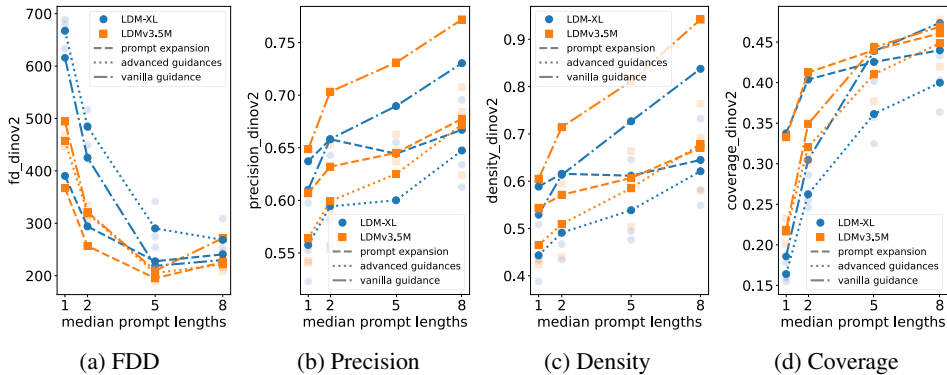 700
600
500
400
300
200
fd_dinov2
1 2 5 8
median prompt lengths
LDM-XL
LDMv3.5M
prompt expansion
advanced guidances
vanilla guidance
(a) FDD
0.75
0.70
0.65
0.60
0.55
precision_dinov2
1 2 5 8
median prompt lengths
LDM-XL
LDMv3.5M
prompt expansion
advanced guidances
vanilla guidance
(b) Precision
0.9
0.8
0.7
0.6
0.5
0.4
density_dinov2
1 2 5 8
median prompt lengths
LDM-XL
LDMv3.5M
prompt expansion
advanced guidances
vanilla guidance
(c) Density
0.45
0.40
0.35
0.30
0.25
0.20
0.15
coverage_dinov2
1 2 5 8
median prompt lengths
LDM-XL
LDMv3.5M
prompt expansion
advanced guidances
vanilla guidance
(d) Coverage